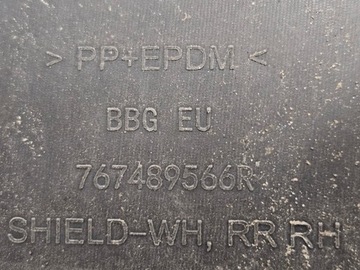 > PP+EPDM <
BBG EU
767489566R
SHIELD-WH, RR RH